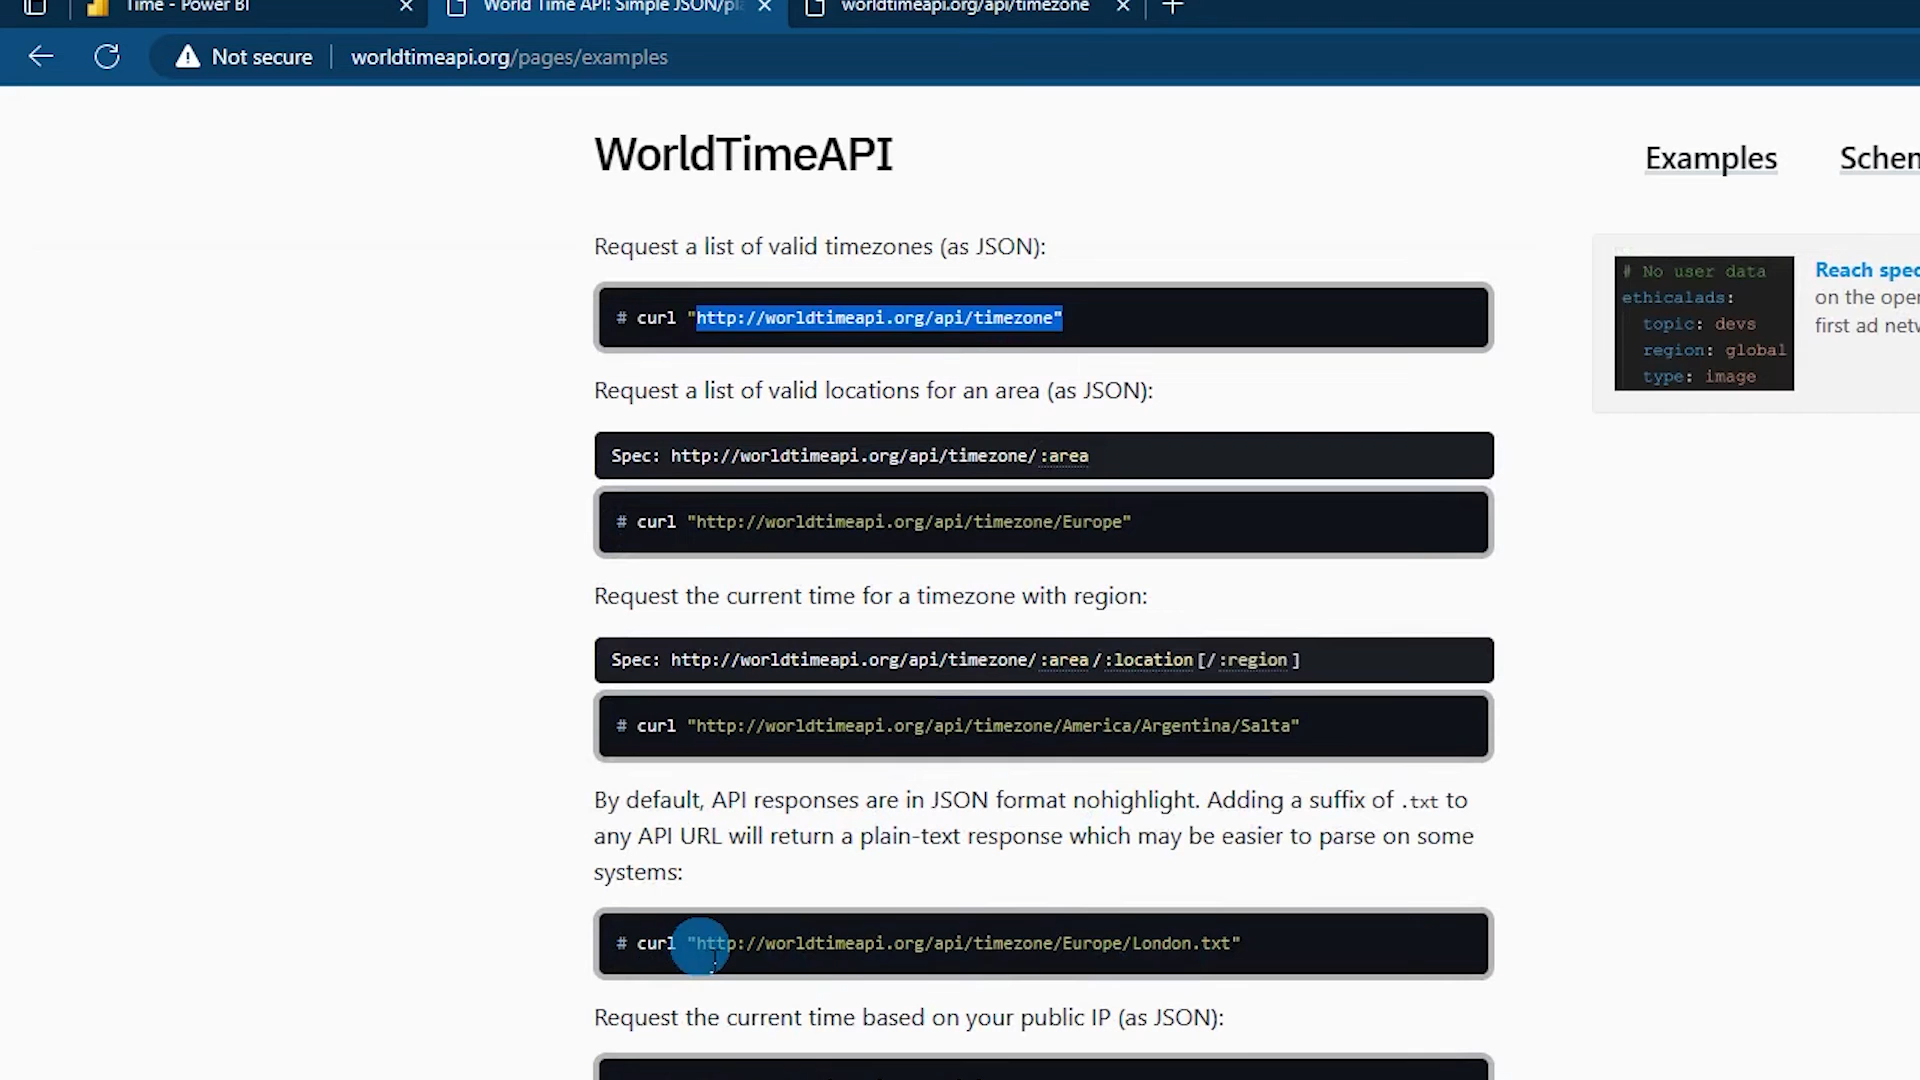 Time - Power BI
World Time API: Simple JSON/pl
worldtimeapi.org/api/timezone
Not secure
worldtimeapi.org/pages/examples
WorldTimeAPI
Examples
Schem
Request a list of valid timezones (as JSON):
# curl "http://worldtimeapi.org/api/timezone"
Request a list of valid locations for an area (as JSON):
Spec: http://worldtimeapi.org/api/timezone/:area
# curl "http://worldtimeapi.org/api/timezone/Europe"
Request the current time for a timezone with region:
Spec: http://worldtimeapi.org/api/timezone/:area/:location[/:region]
# curl "http://worldtimeapi.org/api/timezone/America/Argentina/Salta"
By default, API responses are in JSON format nohighlight. Adding a suffix of .txt to
any API URL will return a plain-text response which may be easier to parse on some
systems:
# curl "http://worldtimeapi.org/api/timezone/Europe/London.txt"
Request the current time based on your public IP (as JSON):
# No user data
ethicalads:
topic: devs
region: global
type: image
Reach spec
on the open
first ad netw